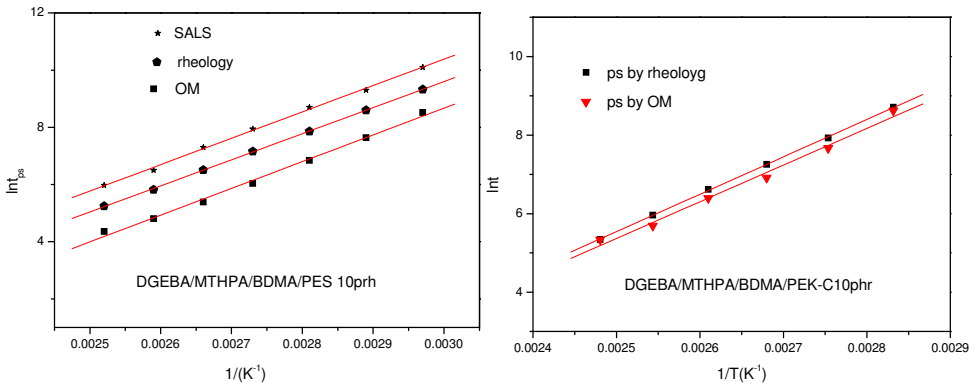 12
8
4
lnt_ps
SALS
rheology
OM
DGEBA/MTHPA/BDMA/PES 10prh
0.0025 0.0026 0.0027 0.0028 0.0029 0.0030
1/(K⁻¹)
10
8
6
4
lnt
ps by rheoloyg
ps by OM
DGEBA/MTHPA/BDMA/PEK-C10phr
0.0024 0.0025 0.0026 0.0027 0.0028 0.0029
1/T(K⁻¹)